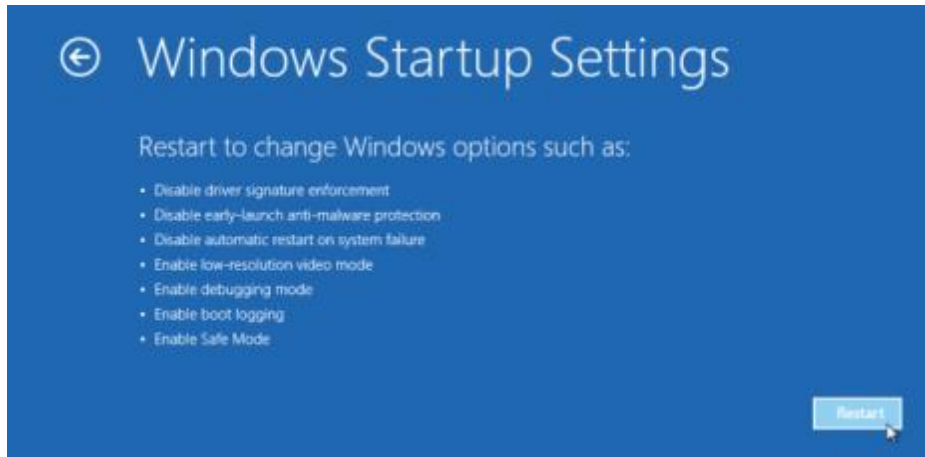 Windows Startup Settings
Restart to change Windows options such as:
• Disable driver signature enforcement
• Disable early-launch anti-malware protection
• Disable automatic restart on system failure
• Enable low-resolution video mode
• Enable debugging mode
• Enable boot logging
• Enable Safe Mode
Restart